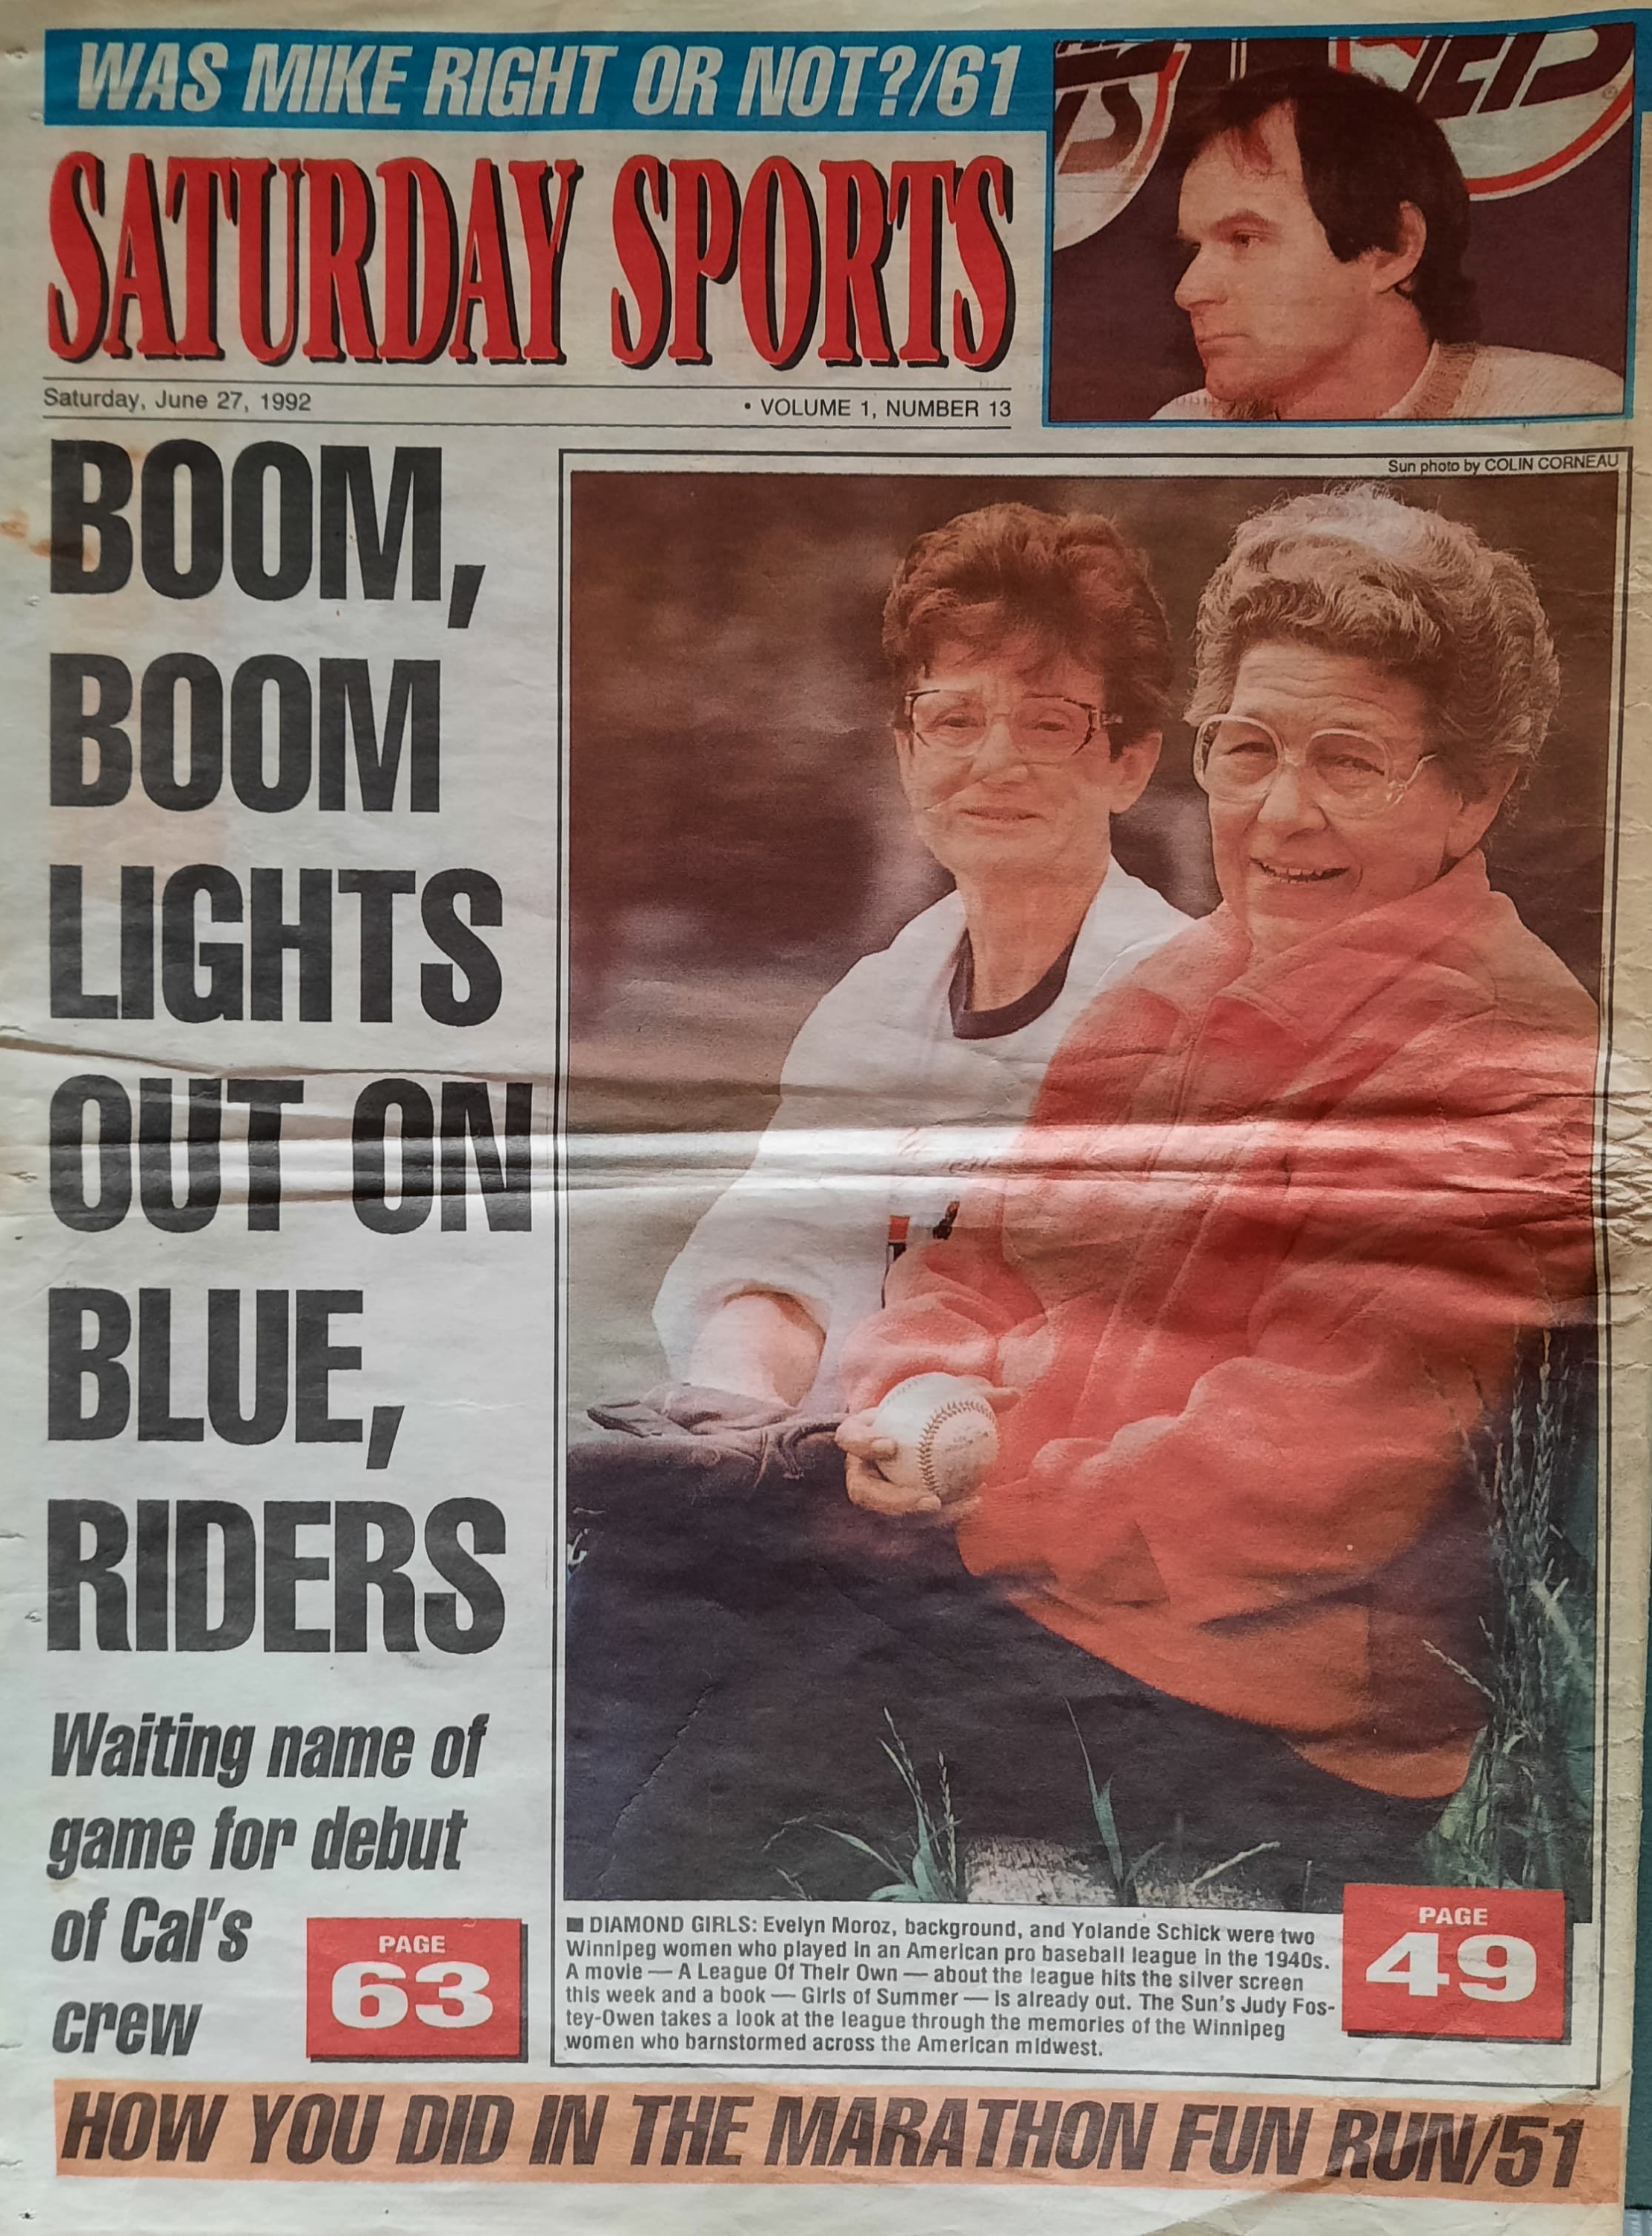 WAS MIKE RIGHT OR NOT?/61
SATURDAY SPORTS
Saturday, June 27, 1992
• VOLUME 1, NUMBER 13
BOOM,
BOOM
LIGHTS
OUT ON
BLUE,
RIDERS
Waiting name of
game for debut
of Cal's
crew
PAGE
63
Sun photo by COLIN CORNEAU
■ DIAMOND GIRLS: Evelyn Moroz, background, and Yolande Schick were two
Winnipeg women who played in an American pro baseball league in the 1940s.
A movie — A League Of Their Own — about the league hits the silver screen
this week and a book — Girls of Summer — is already out. The Sun's Judy Fos-
tey-Owen takes a look at the league through the memories of the Winnipeg
women who barnstormed across the American midwest.
PAGE
49
HOW YOU DID IN THE MARATHON FUN RUN/51